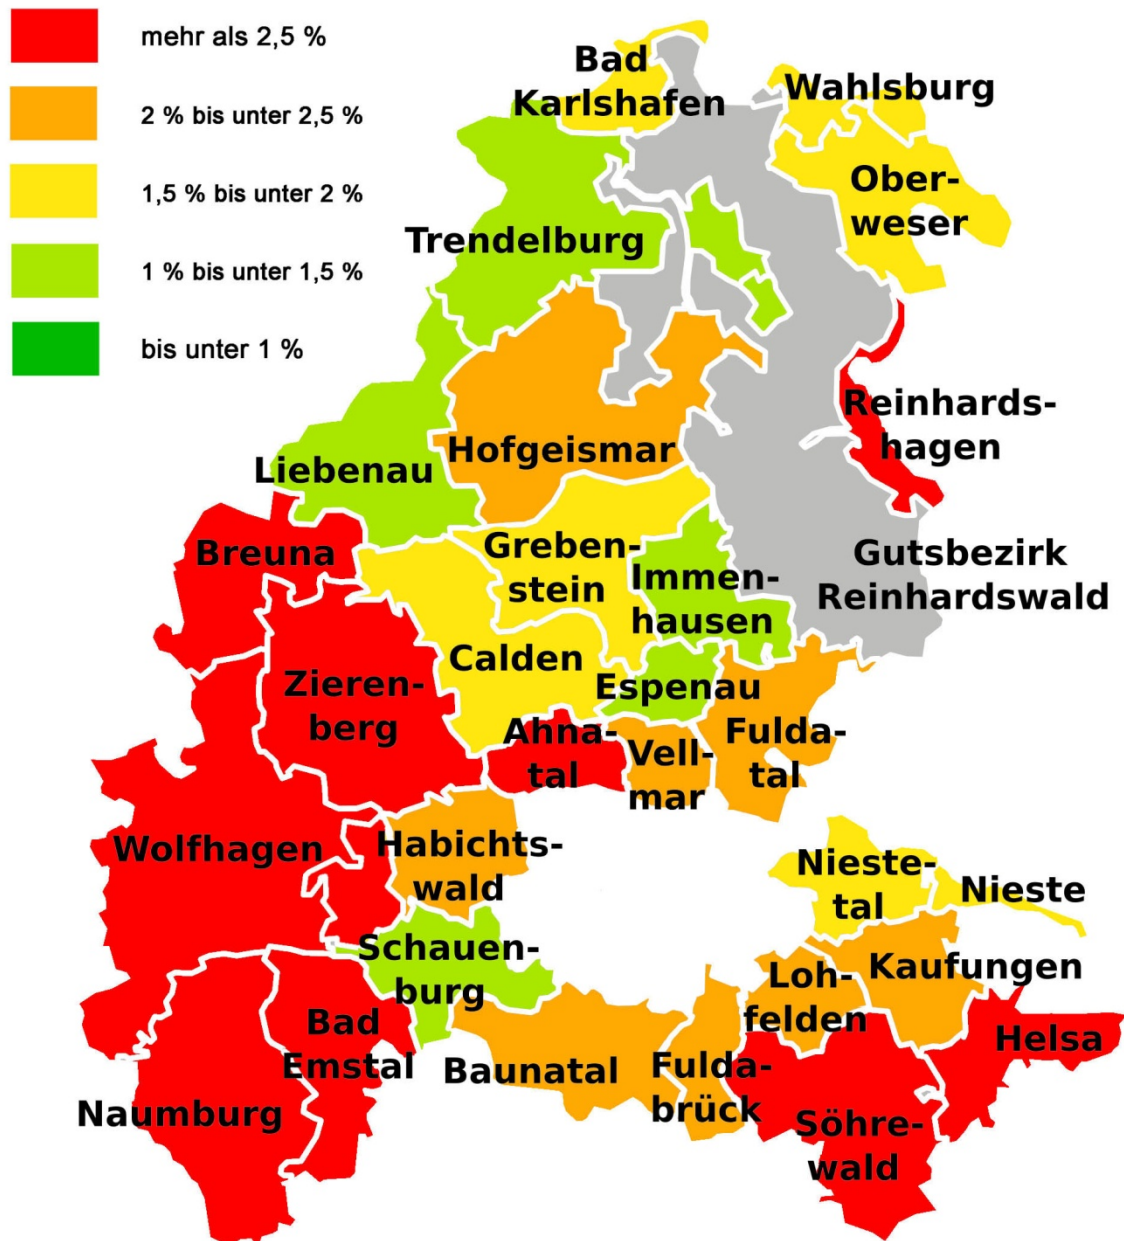 mehr als 2,5 %
2 % bis unter 2,5 %
1,5 % bis unter 2 %
1 % bis unter 1,5 %
bis unter 1 %
Bad
Karlshafen
Wahlsburg
Ober-
weser
Trendelburg
Reinhards-
hagen
Hofgeismar
Liebenau
Breuna
Greben-
stein
Immen-
hausen
Gutsbezirk
Reinhardswald
Calden
Zieren-
berg
Espenau
Ahna-
tal
Vell-
mar
Fulda-
tal
Wolfhagen
Habichts-
wald
Nieste-
tal
Nieste
Schauen-
burg
Loh-
felden
Kaufungen
Bad
Emstal
Helsa
Baunatal
Fulda-
brück
Naumburg
Söhre-
wald